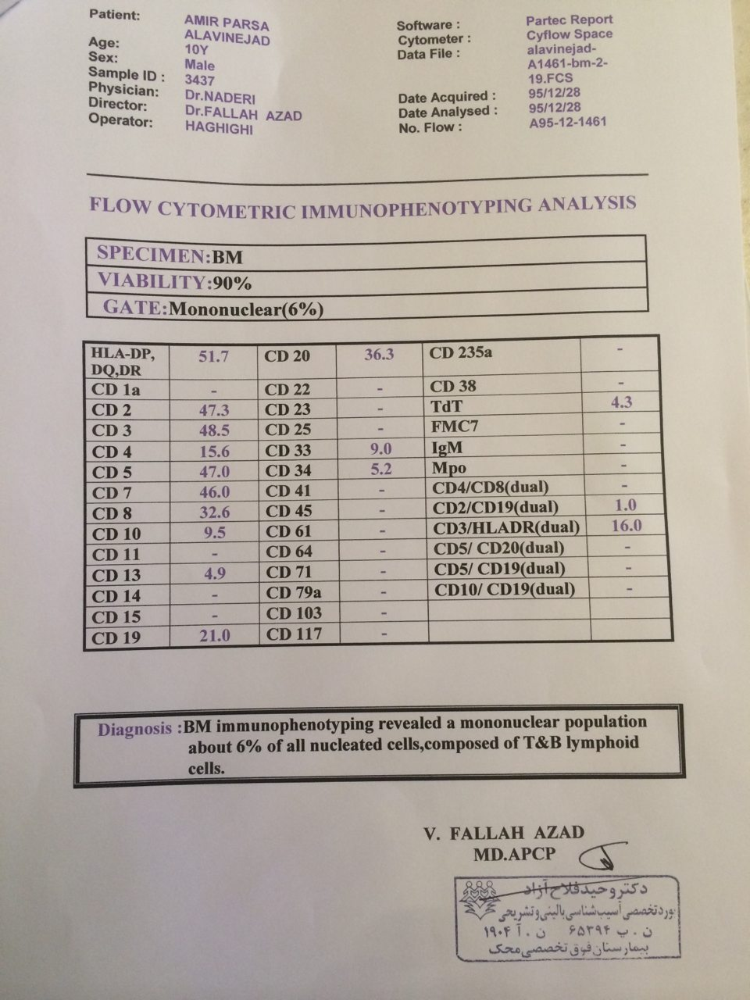 Patient: AMIR PARSA ALAVINEJAD
Age: 10Y
Sex: Male
Sample ID : 3437
Physician: Dr.NADERI
Director: Dr.FALLAH AZAD
Operator: HAGHIGHI
Software : Partec Report
Cytometer : Cyflow Space
Data File : alavinejad-
A1461-bm-2-
19.FCS
Date Acquired : 95/12/28
Date Analysed : 95/12/28
No. Flow : A95-12-1461
FLOW CYTOMETRIC IMMUNOPHENOTYPING ANALYSIS
SPECIMEN:BM
VIABILITY:90%
GATE:Mononuclear(6%)
HLA-DP, DQ,DR 51.7 CD 20 36.3 CD 235a -
CD 1a - CD 22 - CD 38 -
CD 2 47.3 CD 23 - TdT 4.3
CD 3 48.5 CD 25 - FMC7 -
CD 4 15.6 CD 33 9.0 IgM -
CD 5 47.0 CD 34 5.2 Mpo -
CD 7 46.0 CD 41 - CD4/CD8(dual) -
CD 8 32.6 CD 45 - CD2/CD19(dual) 1.0
CD 10 9.5 CD 61 - CD3/HLADR(dual) 16.0
CD 11 - CD 64 - CD5/ CD20(dual) -
CD 13 4.9 CD 71 - CD5/ CD19(dual) -
CD 14 - CD 79a - CD10/ CD19(dual) -
CD 15 - CD 103 -
CD 19 21.0 CD 117 -
Diagnosis :BM immunophenotyping revealed a mononuclear population
about 6% of all nucleated cells,composed of T&B lymphoid
cells.
V. FALLAH AZAD
MD.APCP
دکتر وحید فلاح آزاد
بورد تخصصی آسیب شناسی بالینی و تشریحی
ن . پ ۶۵۳۹۴ ن . آ ۱۹۰۴
بیمارستان فوق تخصصی محک